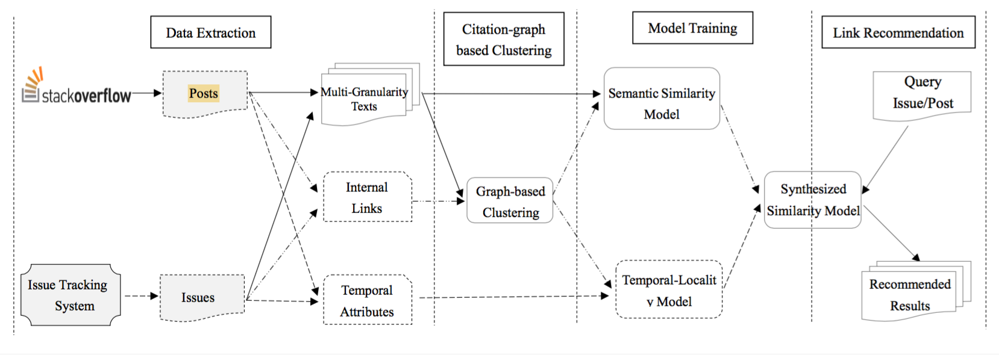 Data Extraction
Citation-graph
based Clustering
Model Training
Link Recommendation
stackoverflow
Posts
Multi-Granularity
Texts
Semantic Similarity
Model
Query
Issue/Post
Internal
Links
Graph-based
Clustering
Synthesized
Similarity Model
Issue Tracking
System
Issues
Temporal
Attributes
Temporal-Localit
y Model
Recommended
Results